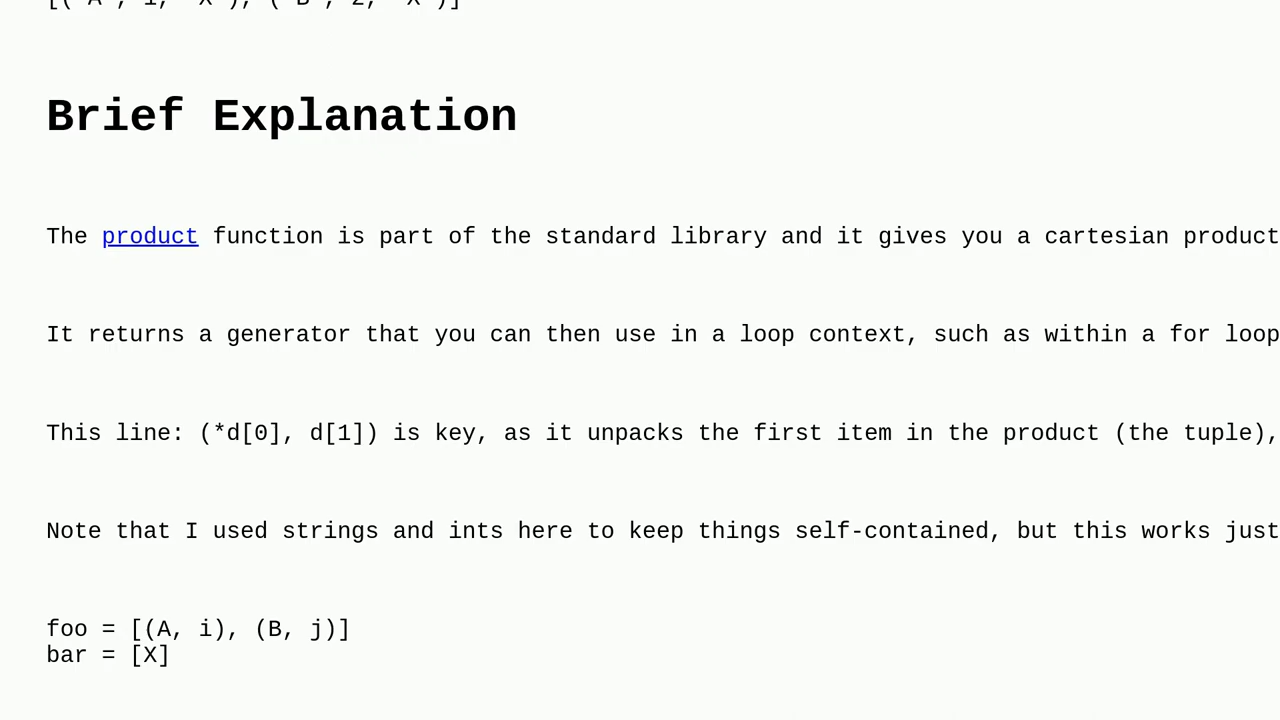 [('A', 1, 'X'), ('B', 2, 'X')]
Brief Explanation
The product function is part of the standard library and it gives you a cartesian product
It returns a generator that you can then use in a loop context, such as within a for loop
This line: (*d[0], d[1]) is key, as it unpacks the first item in the product (the tuple),
Note that I used strings and ints here to keep things self-contained, but this works just
foo = [(A, i), (B, j)]
bar = [X]